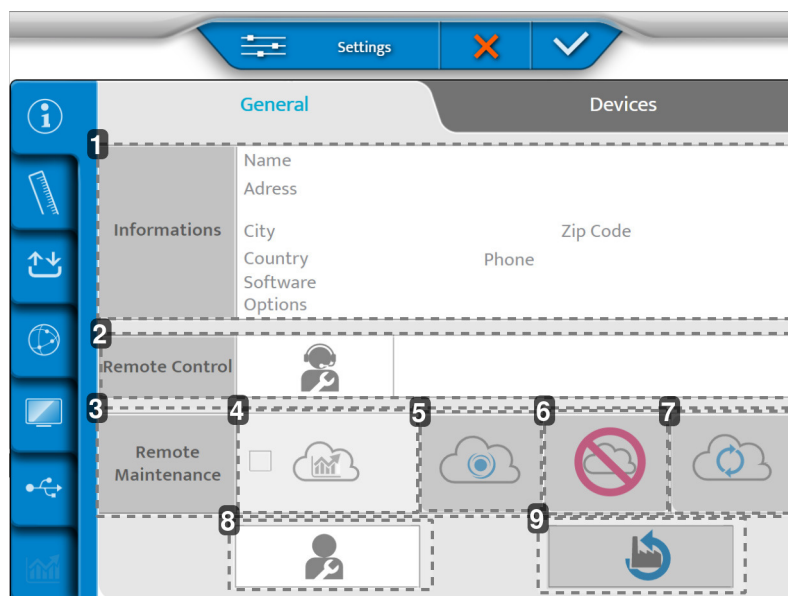 Settings
General
Devices
1
Informations
Name
Adress
City
Zip Code
Country
Phone
Software
Options
2
Remote Control
3
Remote
Maintenance
4
5
6
7
8
9